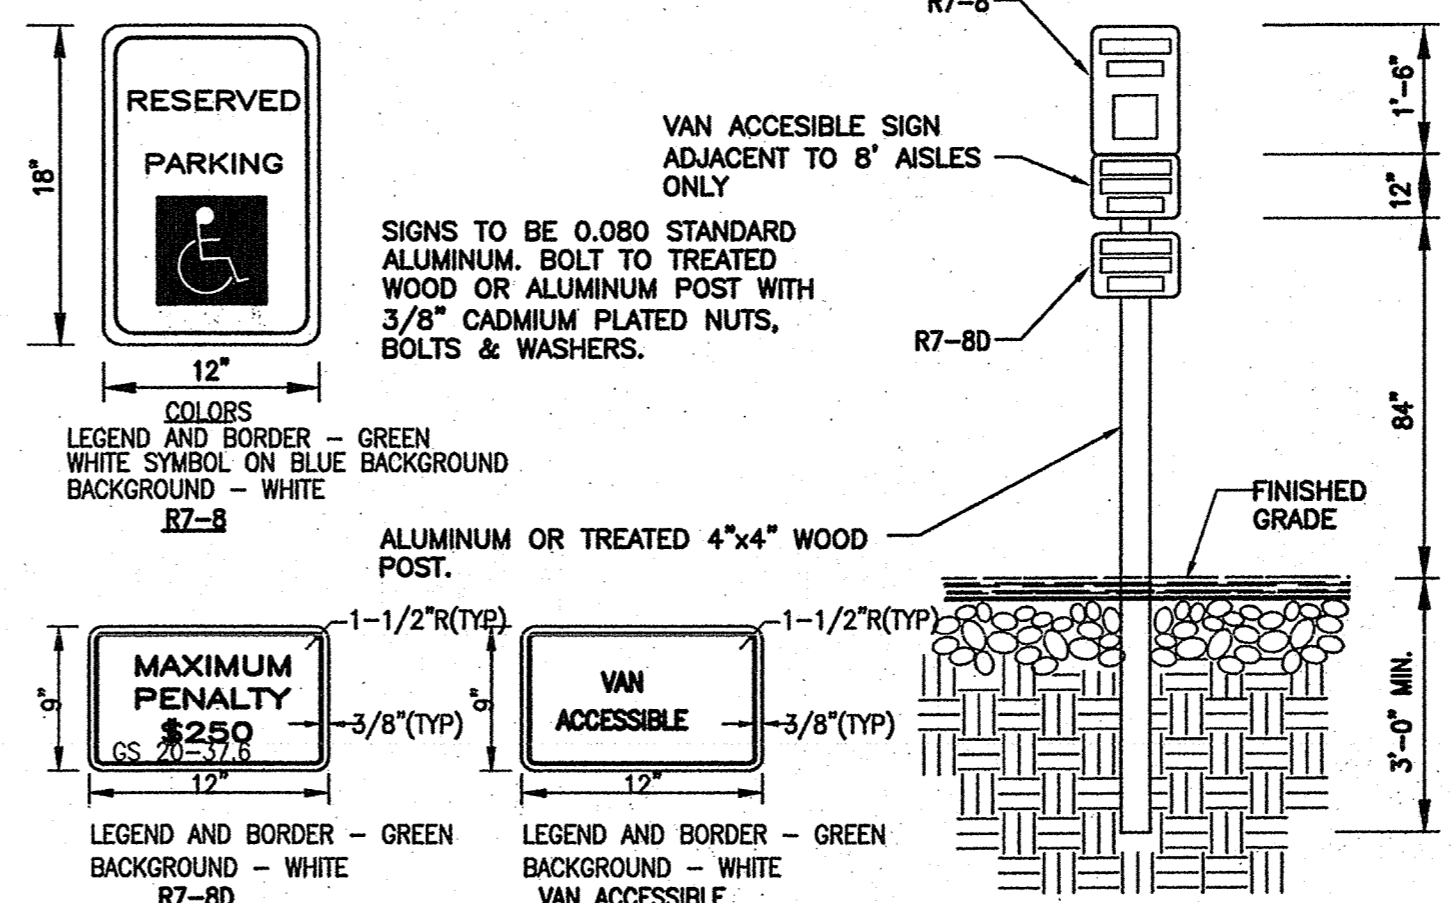 RESERVED
PARKING
18"
12"
COLORS
LEGEND AND BORDER – GREEN
WHITE SYMBOL ON BLUE BACKGROUND
BACKGROUND – WHITE
R7-8
SIGNS TO BE 0.080 STANDARD
ALUMINUM. BOLT TO TREATED
WOOD OR ALUMINUM POST WITH
3/8" CADMIUM PLATED NUTS,
BOLTS & WASHERS.
VAN ACCESIBLE SIGN
ADJACENT TO 8' AISLES
ONLY
R7-8
R7-8D
1'-6"
12"
84"
3'-0" MIN.
FINISHED
GRADE
ALUMINUM OR TREATED 4"x4" WOOD
POST.
MAXIMUM
PENALTY
$250
GS 20-37.6
9"
12"
1-1/2"R(TYP)
3/8"(TYP)
LEGEND AND BORDER – GREEN
BACKGROUND – WHITE
R7-8D
VAN
ACCESSIBLE
9"
12"
1-1/2"R(TYP)
3/8"(TYP)
LEGEND AND BORDER – GREEN
BACKGROUND – WHITE
VAN ACCESSIBLE